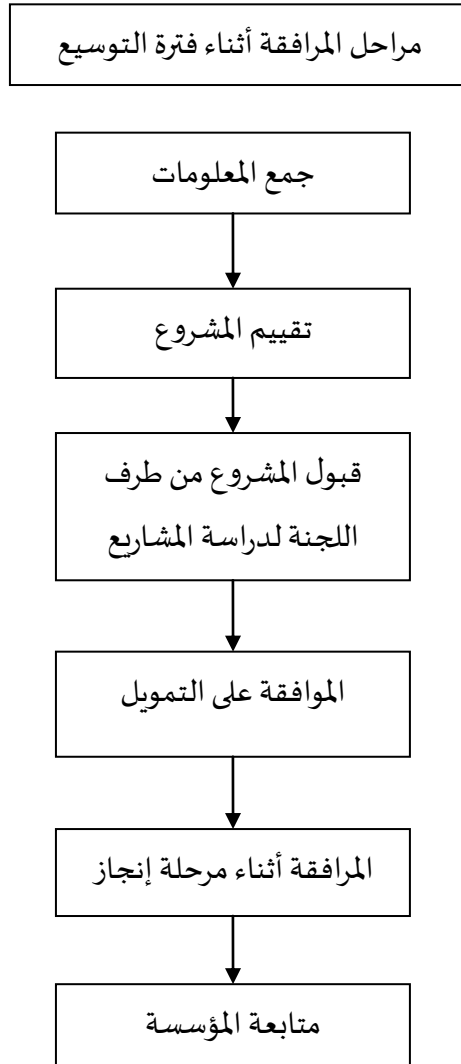 مراحل المرافقة أثناء فترة التوسيع
جمع المعلومات
تقييم المشروع
قبول المشروع من طرف
اللجنة لدراسة المشاريع
الموافقة على التمويل
المرافقة أثناء مرحلة إنجاز
متابعة المؤسسة